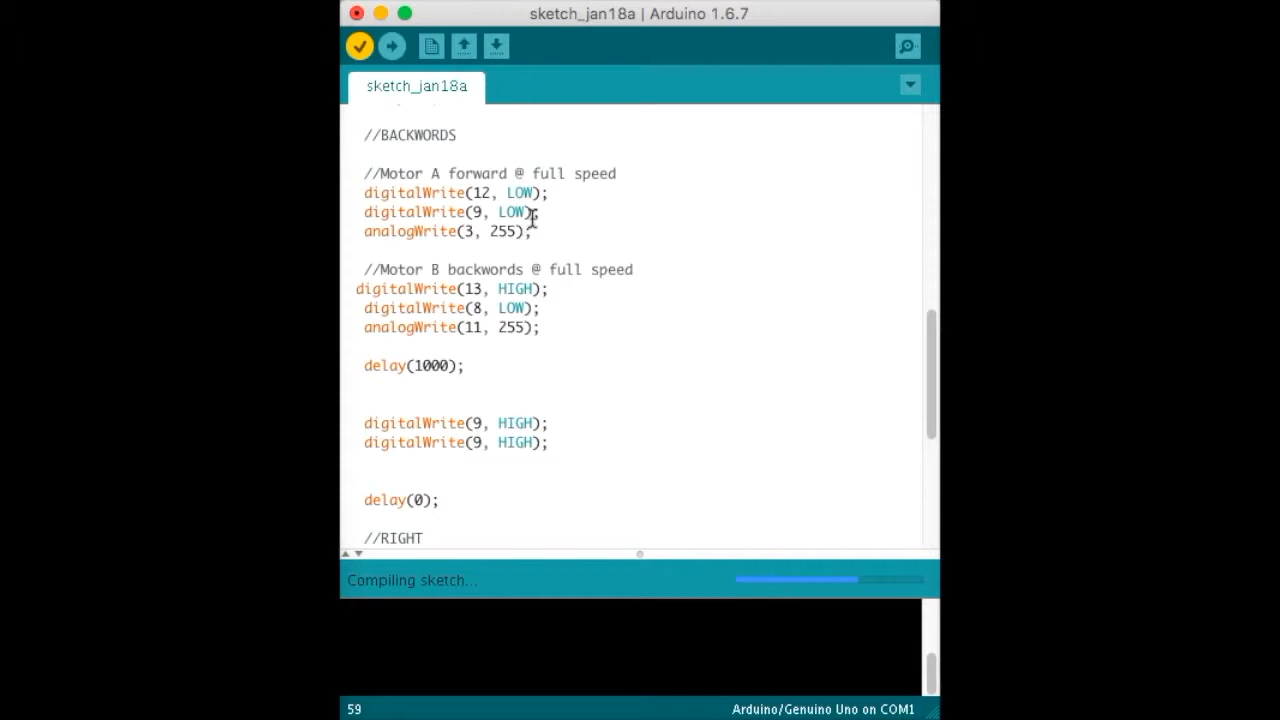 sketch_jan18a | Arduino 1.6.7
sketch_jan18a
//BACKWORDS
//Motor A forward @ full speed
digitalWrite(12, LOW);
digitalWrite(9, LOW);
analogWrite(3, 255);
//Motor B backwords @ full speed
digitalWrite(13, HIGH);
digitalWrite(8, LOW);
analogWrite(11, 255);
delay(1000);
digitalWrite(9, HIGH);
digitalWrite(9, HIGH);
delay(0);
//RIGHT
Compiling sketch...
59
Arduino/Genuino Uno on COM1